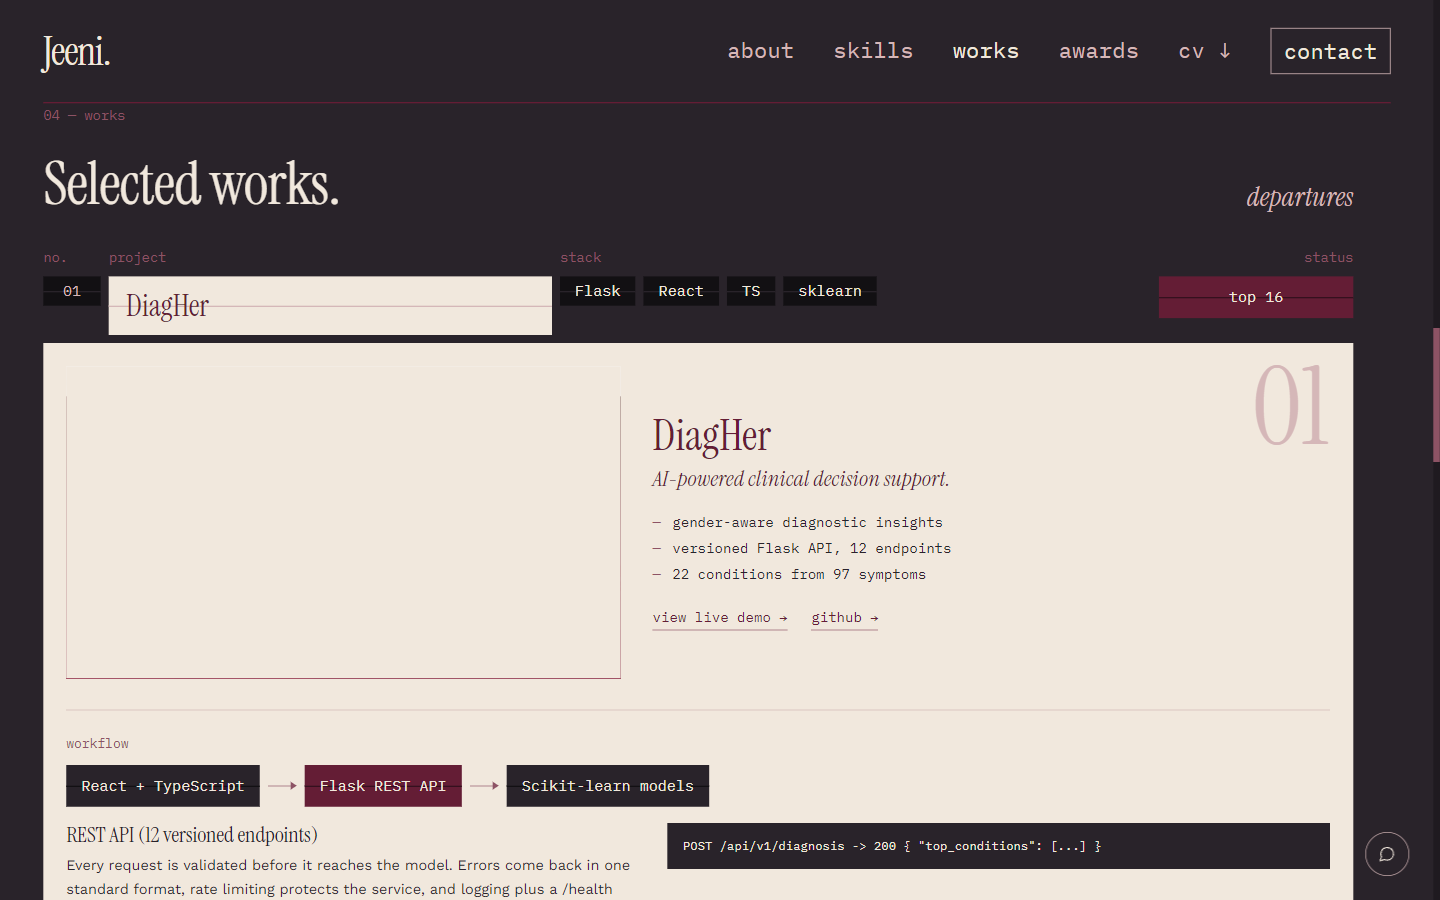 Jeeni.
about skills works awards cv ↓ contact
04 — works
Selected works.
departures
no. project stack status
01 DiagHer Flask React TS sklearn top 16
01
DiagHer
AI-powered clinical decision support.
— gender-aware diagnostic insights
— versioned Flask API, 12 endpoints
— 22 conditions from 97 symptoms
view live demo → github →
workflow
React + TypeScript → Flask REST API → Scikit-learn models
REST API (12 versioned endpoints)
Every request is validated before it reaches the model. Errors come back in one
standard format, rate limiting protects the service, and logging plus a /health
POST /api/v1/diagnosis -> 200 { "top_conditions": [...] }